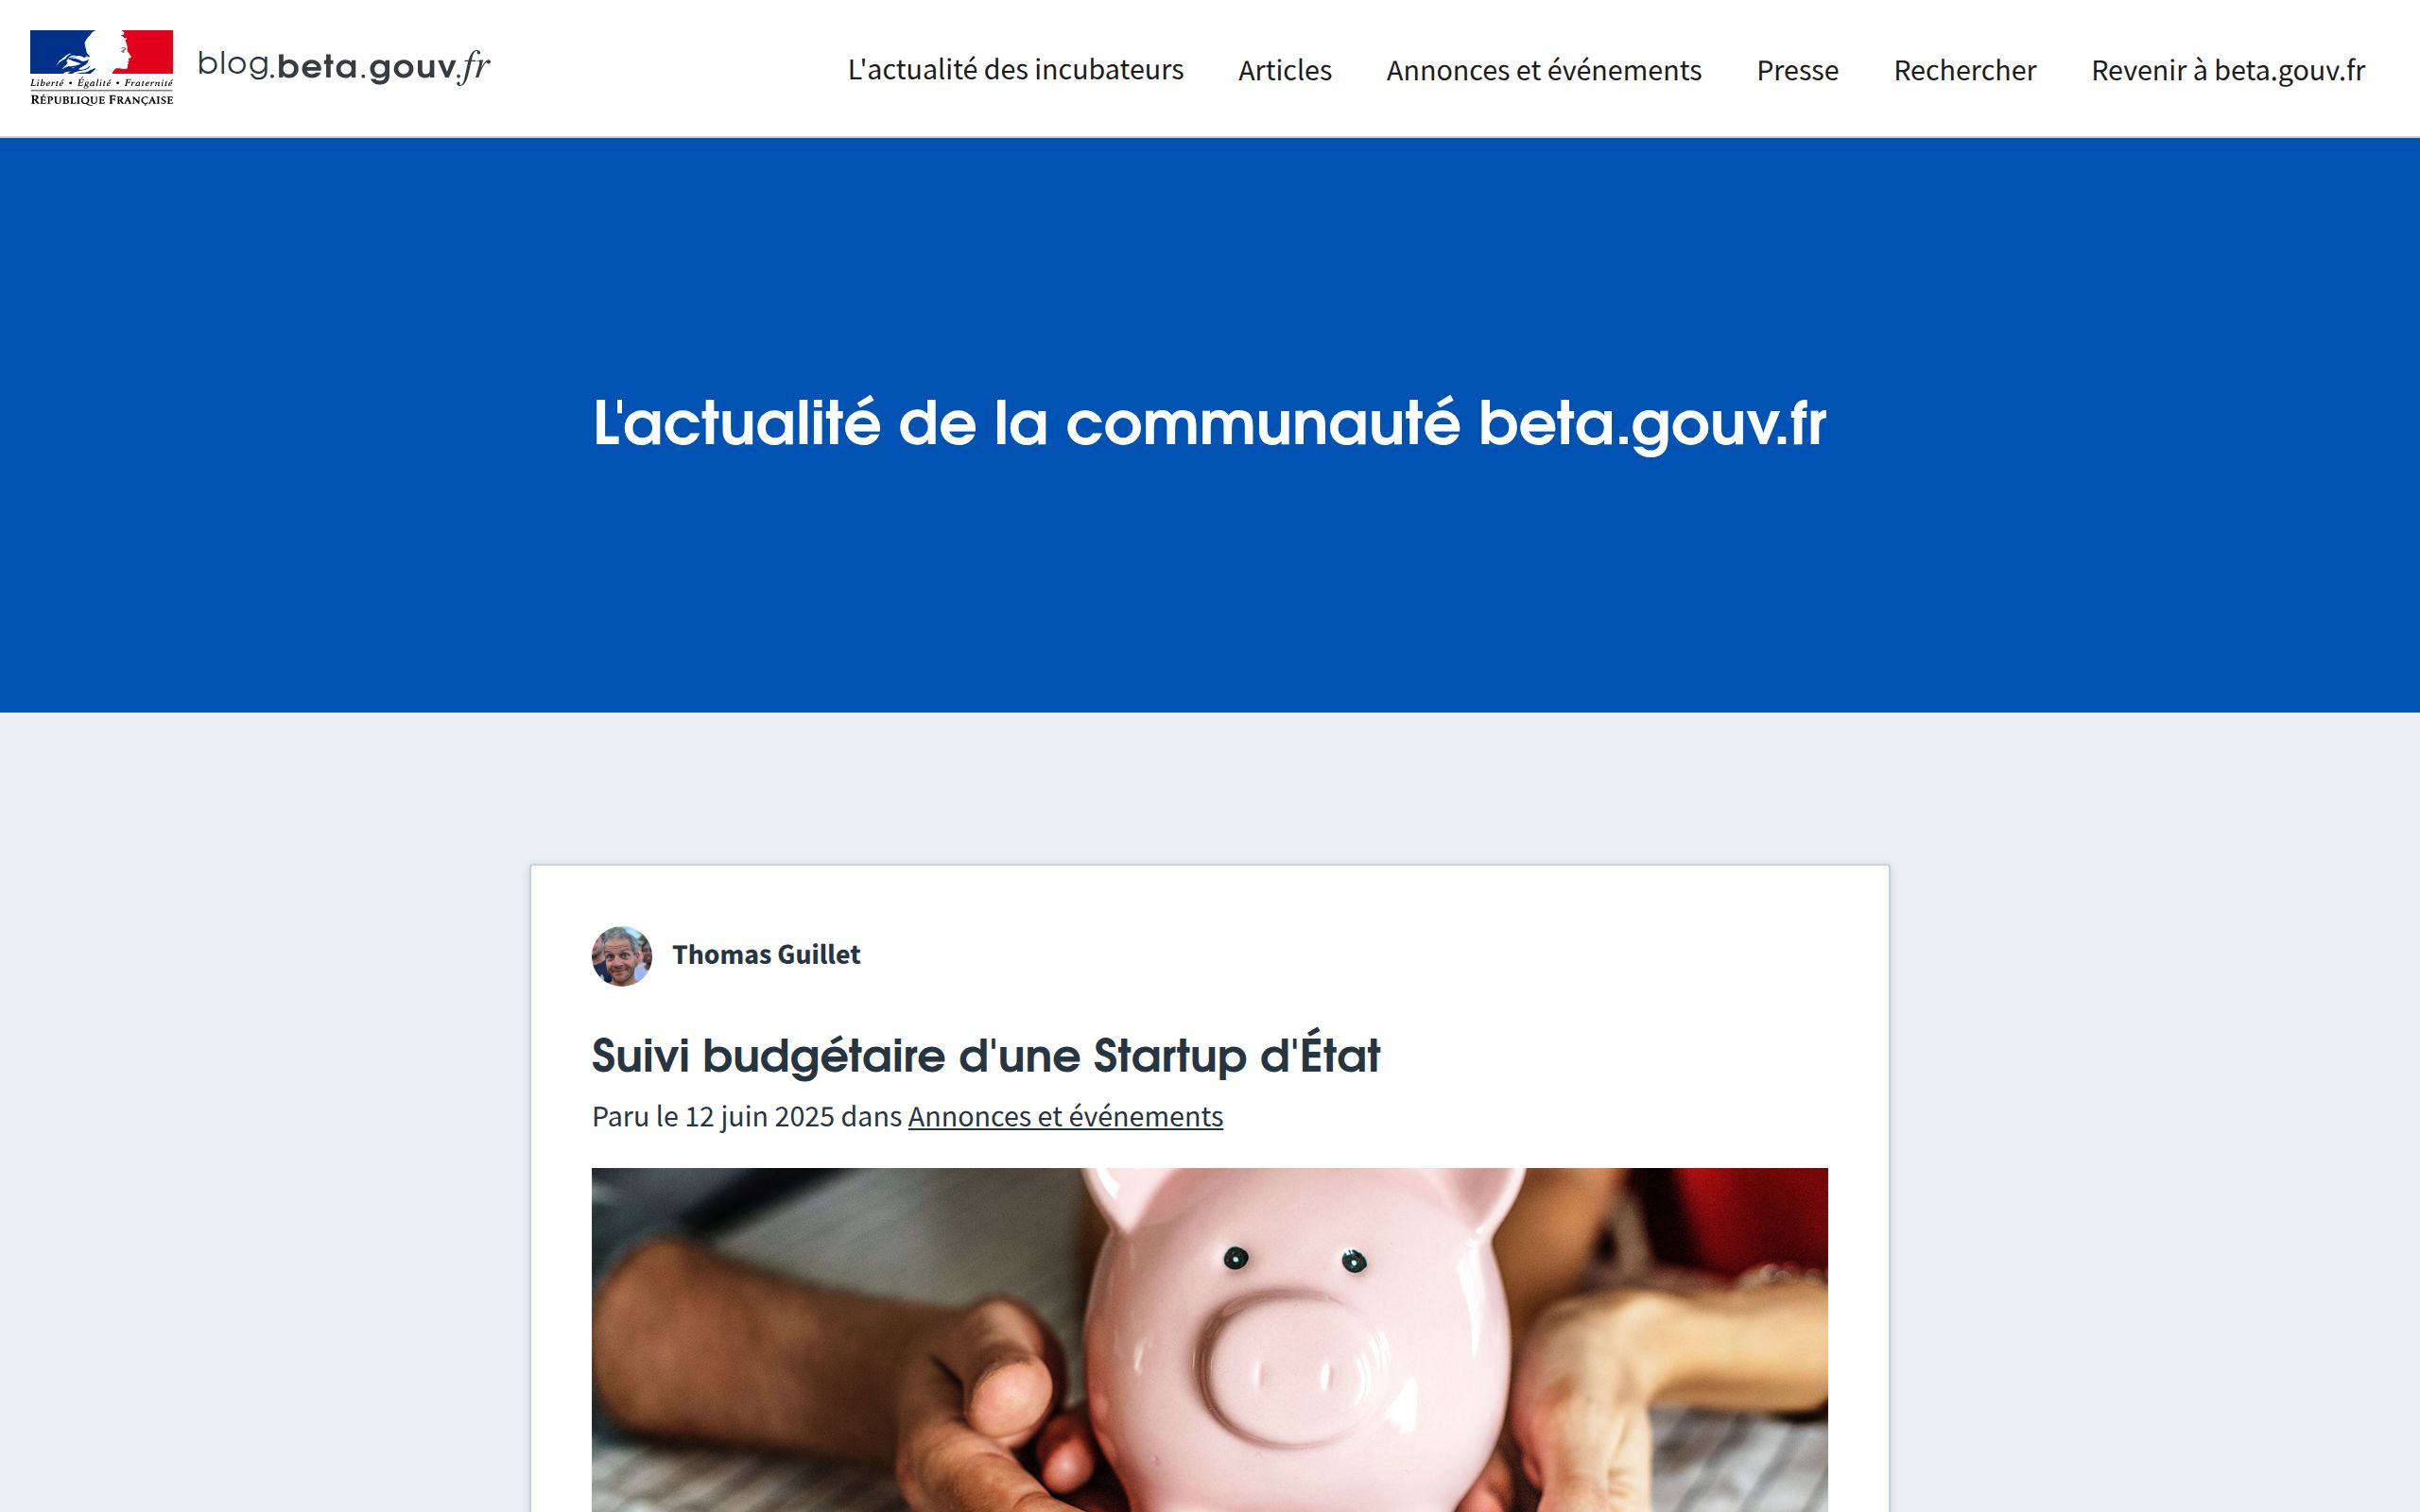 Liberté • Égalité • Fraternité
RÉPUBLIQUE FRANÇAISE
blog.beta.gouv.fr
L'actualité des incubateurs
Articles
Annonces et événements
Presse
Rechercher
Revenir à beta.gouv.fr
L'actualité de la communauté beta.gouv.fr
Thomas Guillet
Suivi budgétaire d'une Startup d'État
Paru le 12 juin 2025 dans Annonces et événements